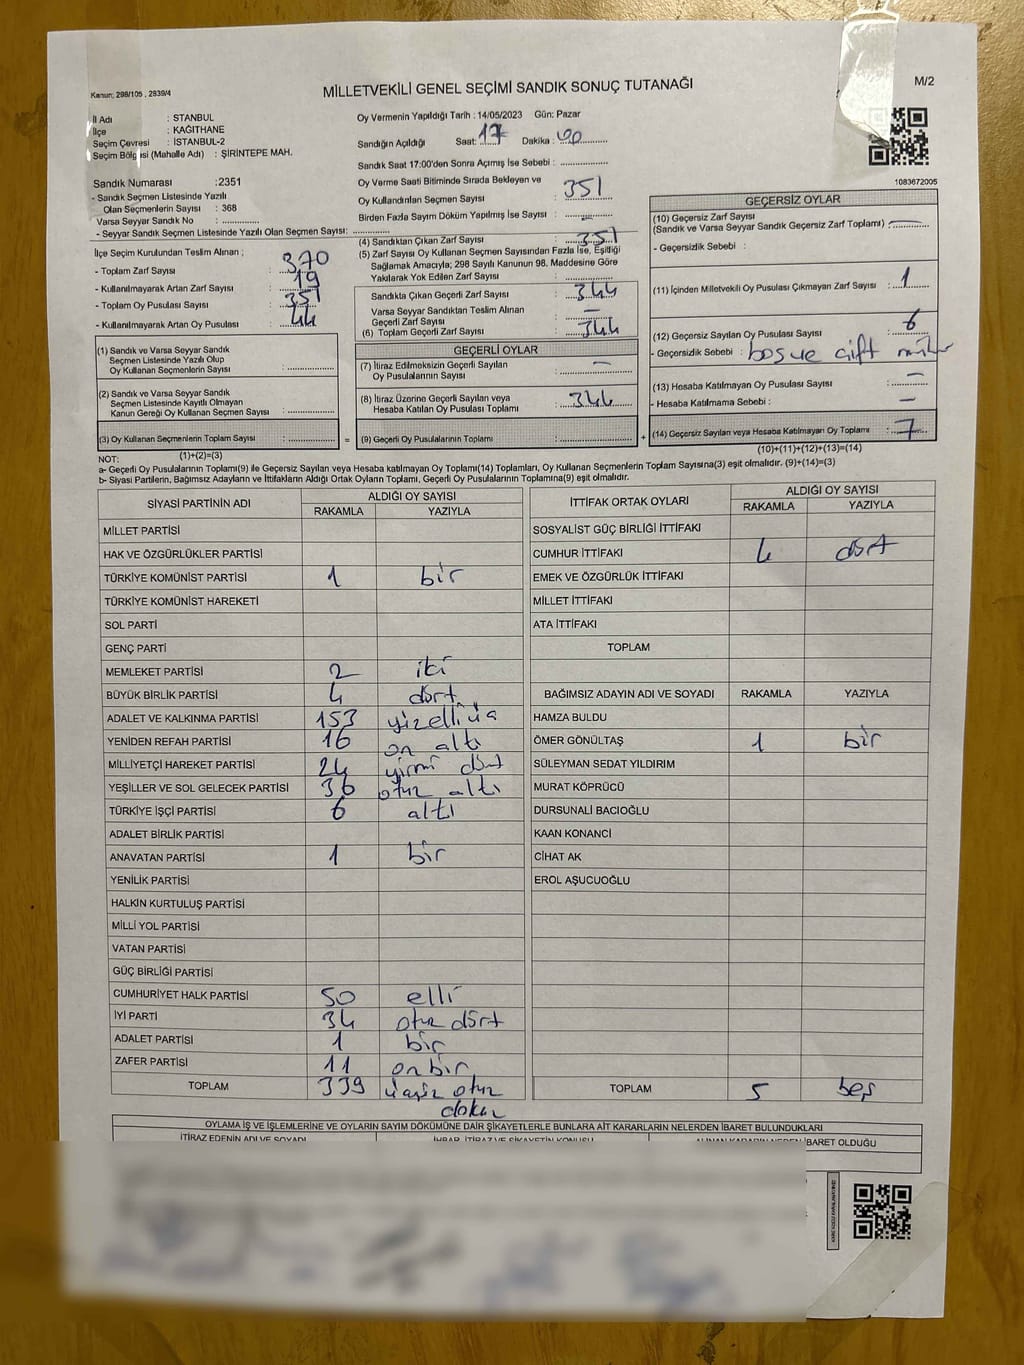 MİLLETVEKİLİ GENEL SEÇİMİ SANDIK SONUÇ TUTANAĞI
M/2
Kanun; 298/105 , 2839/4
İl Adı : STANBUL
İlçe : KAĞITHANE
Seçim Çevresi : İSTANBUL-2
Seçim Bölgesi (Mahalle Adı) : ŞİRİNTEPE MAH.
Sandık Numarası :2351
- Sandık Seçmen Listesinde Yazılı
Olan Seçmenlerin Sayısı : 368
Varsa Seyyar Sandık No :
- Seyyar Sandık Seçmen Listesinde Yazılı Olan Seçmen Sayısı:
Oy Vermenin Yapıldığı Tarih : 14/05/2023 Gün: Pazar
Sandığın Açıldığı Saat: 17 Dakika :
Sandık Saat 17:00'den Sonra Açımış İse Sebebi :
Oy Verme Saati Bitiminde Sırada Bekleyen ve
Oy Kullandırılan Seçmen Sayısı : 351
Birden Fazla Sayım Döküm Yapılmış İse Sayısı : –
1083672005
İlçe Seçim Kurulundan Teslim Alınan ;
- Toplam Zarf Sayısı : 370
- Kullanılmayarak Artan Zarf Sayısı : 19
- Toplam Oy Pusulası Sayısı : 351
- Kullanılmayarak Artan Oy Pusulası : 44
(4) Sandıktan Çıkan Zarf Sayısı : 351
(5) Zarf Sayısı Oy Kullanan Seçmen Sayısından Fazla İse, Eşitliği
Sağlamak Amacıyla; 298 Sayılı Kanunun 98. Maddesine Göre
Yakılarak Yok Edilen Zarf Sayısı :
Sandıkta Çıkan Geçerli Zarf Sayısı : 344
Varsa Seyyar Sandıktan Teslim Alınan
Geçerli Zarf Sayısı : –
(6) Toplam Geçerli Zarf Sayısı : 344
GEÇERSİZ OYLAR
(10) Geçersiz Zarf Sayısı
(Sandık ve Varsa Seyyar Sandık Geçersiz Zarf Toplamı) : –
- Geçersizlik Sebebi :
(11) İçinden Milletvekili Oy Pusulası Çıkmayan Zarf Sayısı : 1
(12) Geçersiz Sayılan Oy Pusulası Sayısı : 6
- Geçersizlik Sebebi : boş ve çift
(13) Hesaba Katılmayan Oy Pusulası Sayısı : –
- Hesaba Katılmama Sebebi : –
(14) Geçersiz Sayılan veya Hesaba Katılmayan Oy Toplamı : 7
(10)+(11)+(12)+(13)=(14)
(1) Sandık ve Varsa Seyyar Sandık
Seçmen Listesinde Yazılı Olup
Oy Kullanan Seçmenlerin Sayısı :
(2) Sandık ve Varsa Seyyar Sandık
Seçmen Listesinde Kayıtlı Olmayan
Kanun Gereği Oy Kullanan Seçmen Sayısı :
(3) Oy Kullanan Seçmenlerin Toplam Sayısı : =
(1)+(2)=(3)
GEÇERLİ OYLAR
(7) İtiraz Edilmeksizin Geçerli Sayılan
Oy Pusulalarının Sayısı : –
(8) İtiraz Üzerine Geçerli Sayılan veya
Hesaba Katılan Oy Pusulası Toplamı : 344
(9) Geçerli Oy Pusulalarının Toplamı : +
NOT:
a- Geçerli Oy Pusulalarının Toplamı(9) ile Geçersiz Sayılan veya Hesaba katılmayan Oy Toplamı(14) Toplamları, Oy Kullanan Seçmenlerin Toplam Sayısına(3) eşit olmalıdır. (9)+(14)=(3)
b- Siyasi Partilerin, Bağımsız Adayların ve İttifakların Aldığı Ortak Oyların Toplamı, Geçerli Oy Pusulalarının Toplamına(9) eşit olmalıdır.
SİYASİ PARTİNİN ADI ALDIĞI OY SAYISI
RAKAMLA YAZIYLA
MİLLET PARTİSİ
HAK VE ÖZGÜRLÜKLER PARTİSİ
TÜRKİYE KOMÜNİST PARTİSİ 1 bir
TÜRKİYE KOMÜNİST HAREKETİ
SOL PARTİ
GENÇ PARTİ
MEMLEKET PARTİSİ 2 iki
BÜYÜK BİRLİK PARTİSİ 4 dört
ADALET VE KALKINMA PARTİSİ 153 yüzelliüç
YENİDEN REFAH PARTİSİ 16 on altı
MİLLİYETÇİ HAREKET PARTİSİ 24 yirmi dört
YEŞİLLER VE SOL GELECEK PARTİSİ 36 otuz altı
TÜRKİYE İŞÇİ PARTİSİ 6 altı
ADALET BİRLİK PARTİSİ
ANAVATAN PARTİSİ 1 bir
YENİLİK PARTİSİ
HALKIN KURTULUŞ PARTİSİ
MİLLİ YOL PARTİSİ
VATAN PARTİSİ
GÜÇ BİRLİĞİ PARTİSİ
CUMHURİYET HALK PARTİSİ 50 elli
İYİ PARTİ 34 otuz dört
ADALET PARTİSİ 1 bir
ZAFER PARTİSİ 11 on bir
TOPLAM 339 üçyüz otuz
dokuz
İTTİFAK ORTAK OYLARI ALDIĞI OY SAYISI
RAKAMLA YAZIYLA
SOSYALİST GÜÇ BİRLİĞİ İTTİFAKI
CUMHUR İTTİFAKI 4 dört
EMEK VE ÖZGÜRLÜK İTTİFAKI
MİLLET İTTİFAKI
ATA İTTİFAKI
TOPLAM
BAĞIMSIZ ADAYIN ADI VE SOYADI RAKAMLA YAZIYLA
HAMZA BULDU
ÖMER GÖNÜLTAŞ 1 bir
SÜLEYMAN SEDAT YILDIRIM
MURAT KÖPRÜCÜ
DURSUNALİ BACIOĞLU
KAAN KONANCİ
CİHAT AK
EROL AŞUCUOĞLU
TOPLAM 5 beş
OYLAMA İŞ VE İŞLEMLERİNE VE OYLARIN SAYIM DÖKÜMÜNE DAİR ŞİKAYETLERLE BUNLARA AİT KARARLARIN NELERDEN İBARET BULUNDUKLARI
İTİRAZ EDENİN ADI VE SOYADI İHBAR, İTİRAZ VE ŞİKAYETİN KONUSU ALINAN KARARIN NEDEN İBARET OLDUĞU